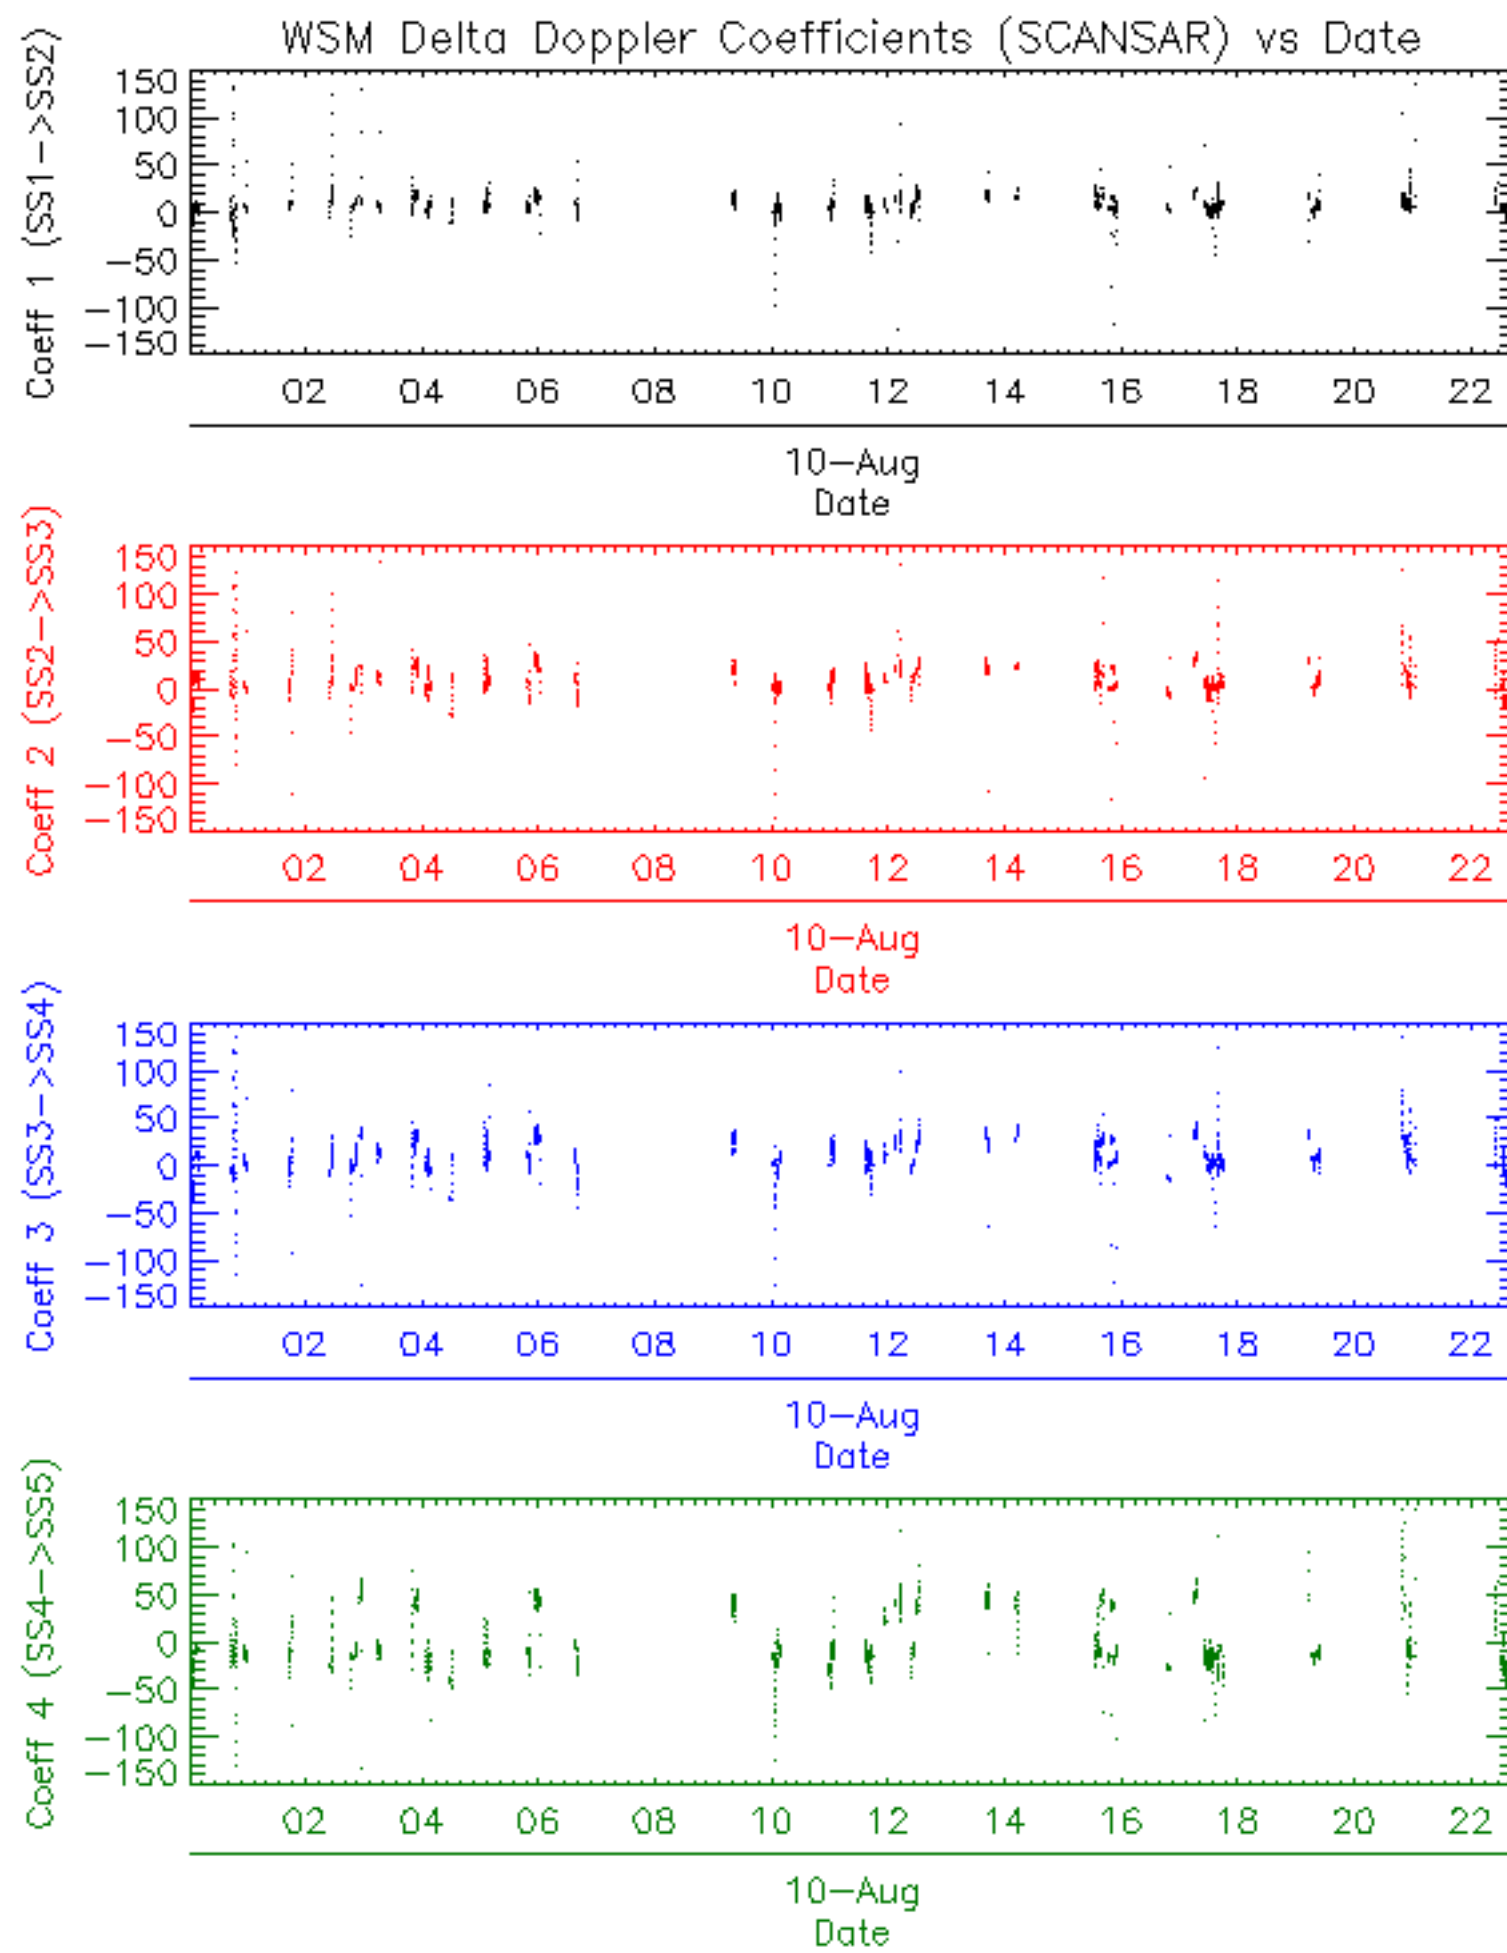 WSM Delta Doppler Coefficients (SCANSAR) vs Date
Coeff 1 (SS1->SS2)
150
100
50
0
-50
-100
-150
02 04 06 08 10 12 14 16 18 20 22
10-Aug
Date
Coeff 2 (SS2->SS3)
150
100
50
0
-50
-100
-150
02 04 06 08 10 12 14 16 18 20 22
10-Aug
Date
Coeff 3 (SS3->SS4)
150
100
50
0
-50
-100
-150
02 04 06 08 10 12 14 16 18 20 22
10-Aug
Date
Coeff 4 (SS4->SS5)
150
100
50
0
-50
-100
-150
02 04 06 08 10 12 14 16 18 20 22
10-Aug
Date